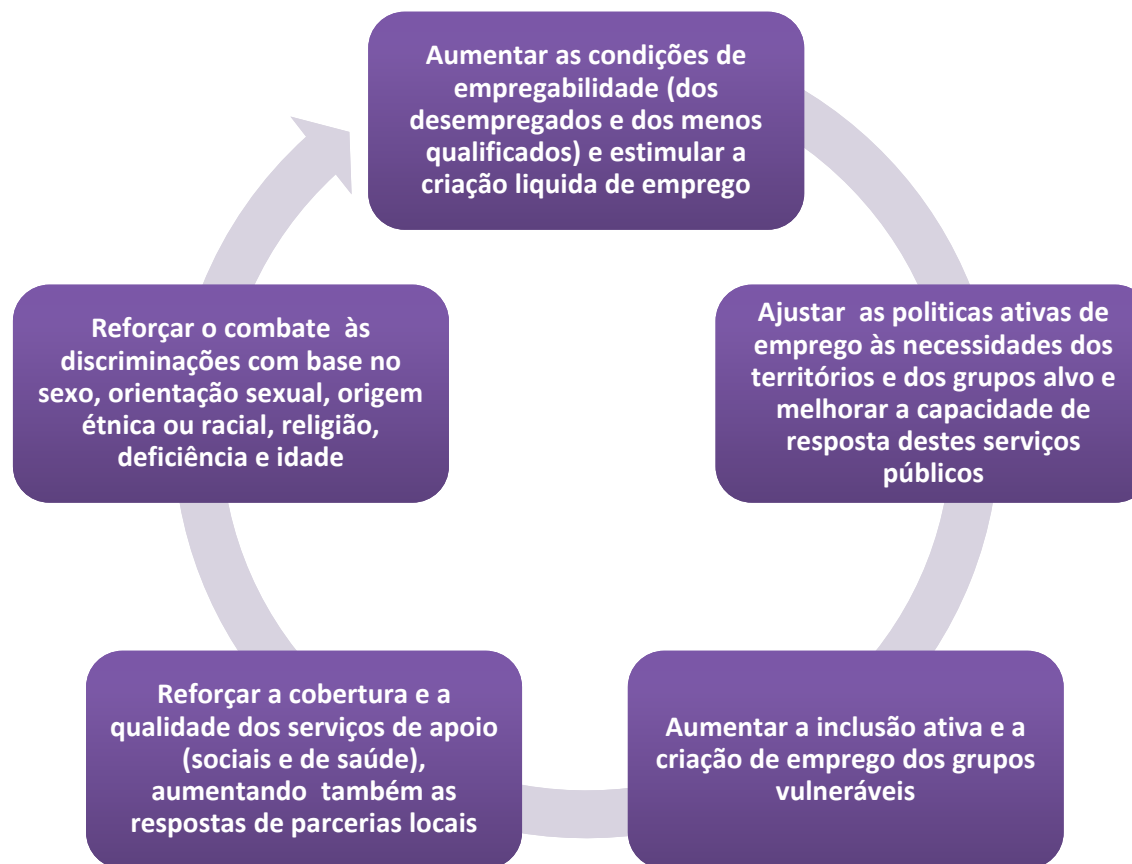 Aumentar as condições de
empregabilidade (dos
desempregados e dos menos
qualificados) e estimular a
criação liquida de emprego
Ajustar  as politicas ativas de
emprego às necessidades dos
territórios e dos grupos alvo e
melhorar a capacidade de
resposta destes serviços
públicos
Aumentar a inclusão ativa e a
criação de emprego dos grupos
vulneráveis
Reforçar a cobertura e a
qualidade dos serviços de apoio
(sociais e de saúde),
aumentando  também as
respostas de parcerias locais
Reforçar o combate  às
discriminações com base no
sexo, orientação sexual, origem
étnica ou racial, religião,
deficiência e idade